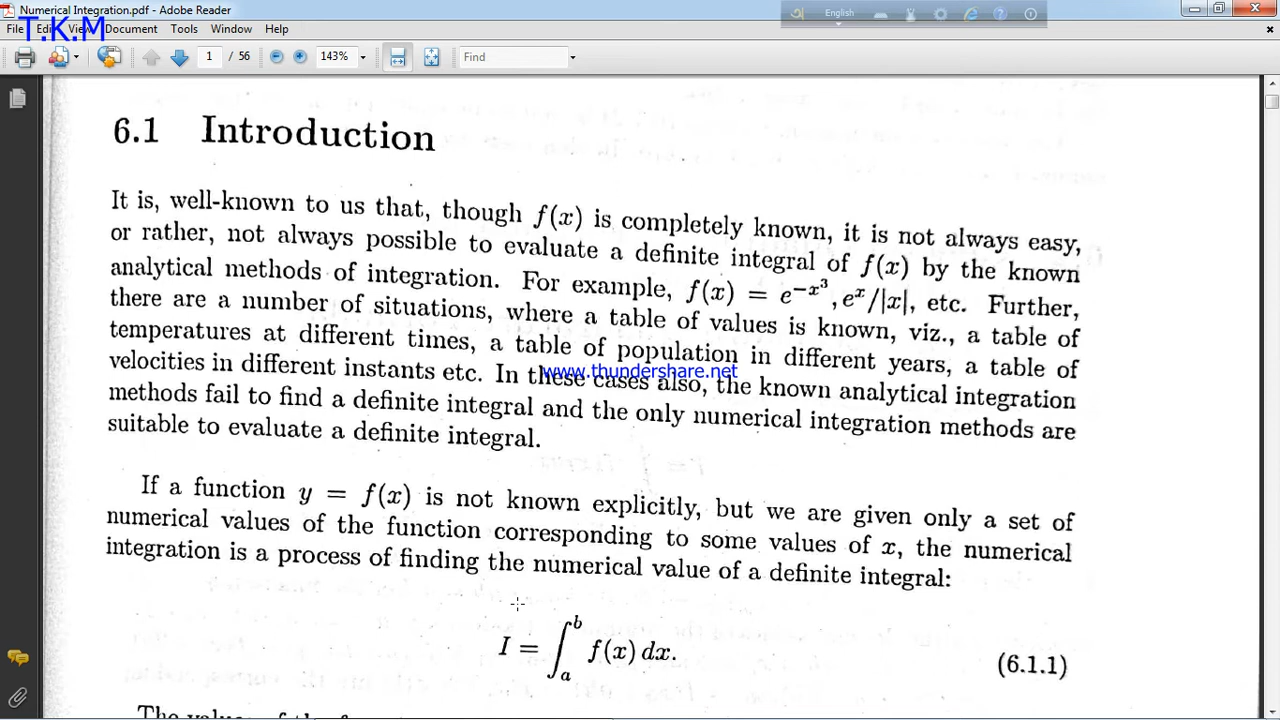 Numerical Integration.pdf - Adobe Reader
English
T.K.M
File Edit View Document Tools Window Help
1 / 56 143% Find
6.1 Introduction
It is, well-known to us that, though f(x) is completely known, it is not always easy,
or rather, not always possible to evaluate a definite integral of f(x) by the known
analytical methods of integration. For example, f(x) = e^{-x^3}, e^x/|x|, etc. Further,
there are a number of situations, where a table of values is known, viz., a table of
temperatures at different times, a table of population in different years, a table of
velocities in different instants etc. In these cases also, the known analytical integration
www.thundershare.net
methods fail to find a definite integral and the only numerical integration methods are
suitable to evaluate a definite integral.
If a function y = f(x) is not known explicitly, but we are given only a set of
numerical values of the function corresponding to some values of x, the numerical
integration is a process of finding the numerical value of a definite integral:
I = ∫_a^b f(x) dx. (6.1.1)